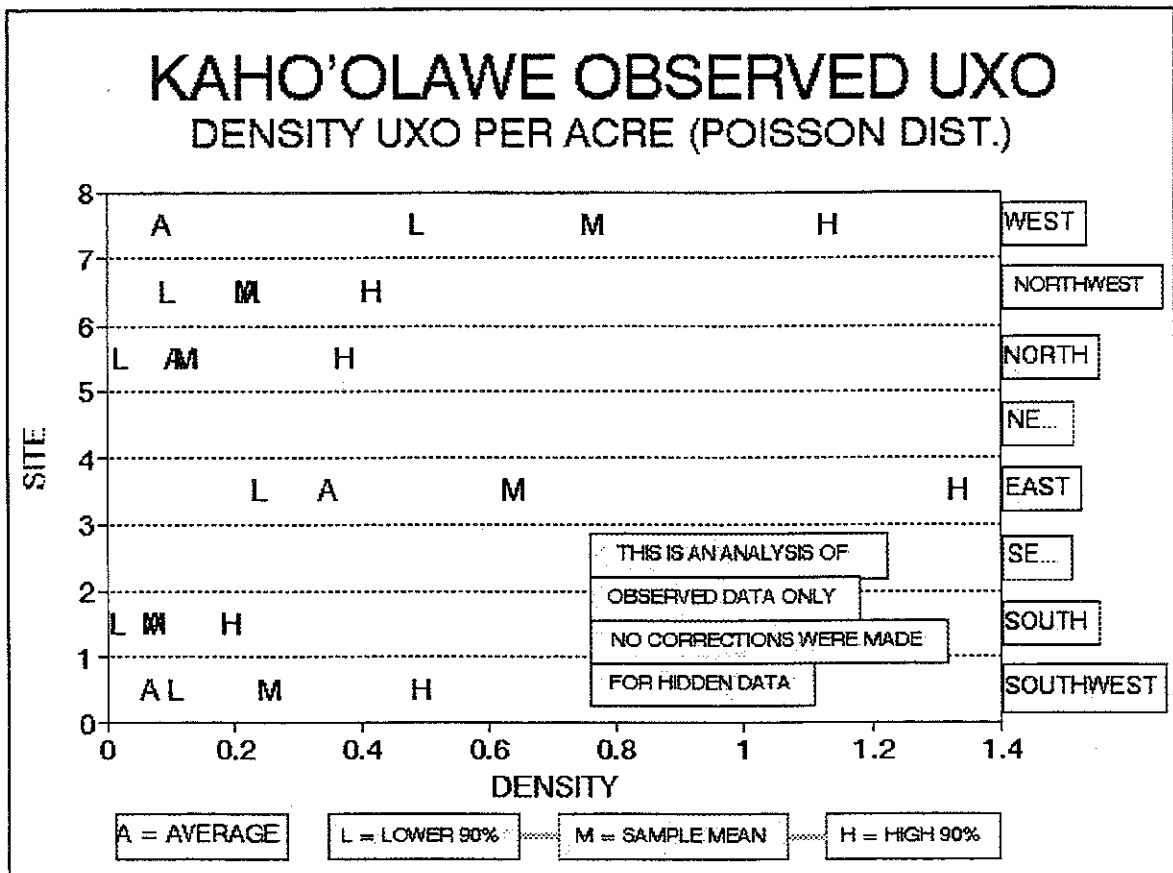 KAHO'OLAWE OBSERVED UXO
DENSITY UXO PER ACRE (POISSON DIST.)
8
A L M H WEST
7
L MA H NORTHWEST
6
L AM H NORTH
5
NE...
4
L A M H EAST
3
THIS IS AN ANALYSIS OF SE...
2
OBSERVED DATA ONLY
L MA H NO CORRECTIONS WERE MADE SOUTH
1
A L M H FOR HIDDEN DATA SOUTHWEST
0
SITE
0 0.2 0.4 0.6 0.8 1 1.2 1.4
DENSITY
A = AVERAGE L = LOWER 90% M = SAMPLE MEAN H = HIGH 90%